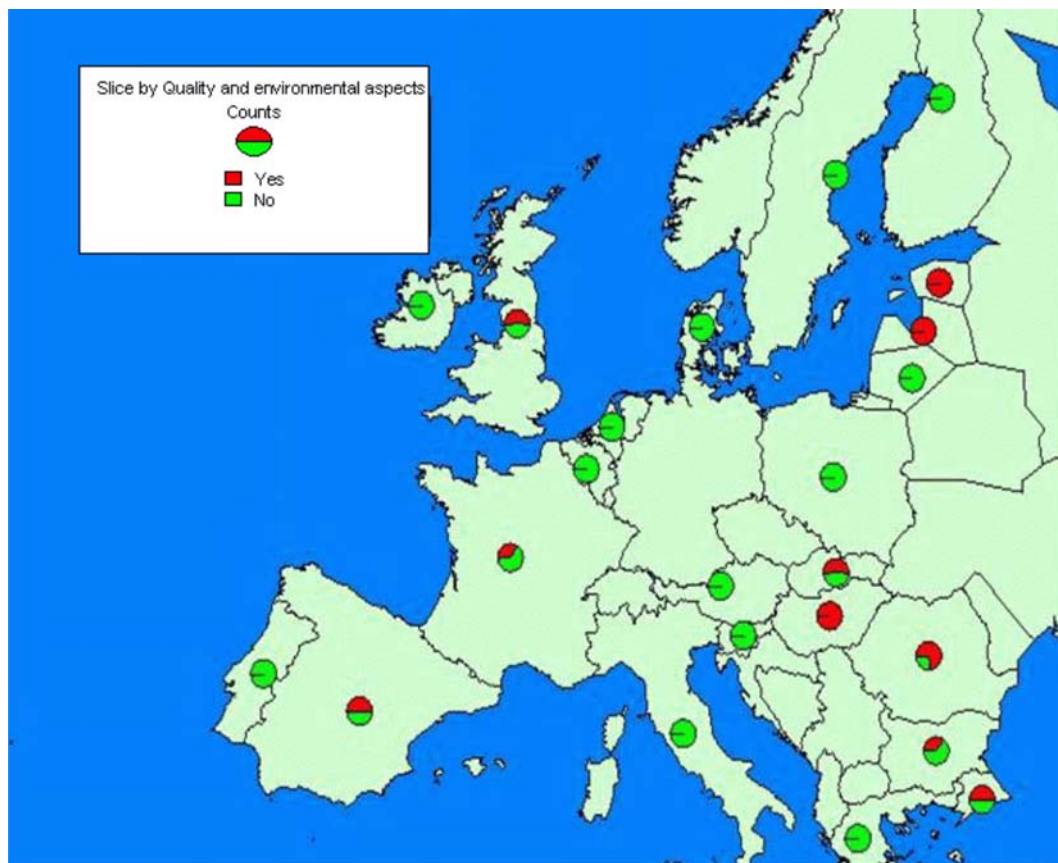 Slice by Quality and environmental aspects
Counts
Yes
No